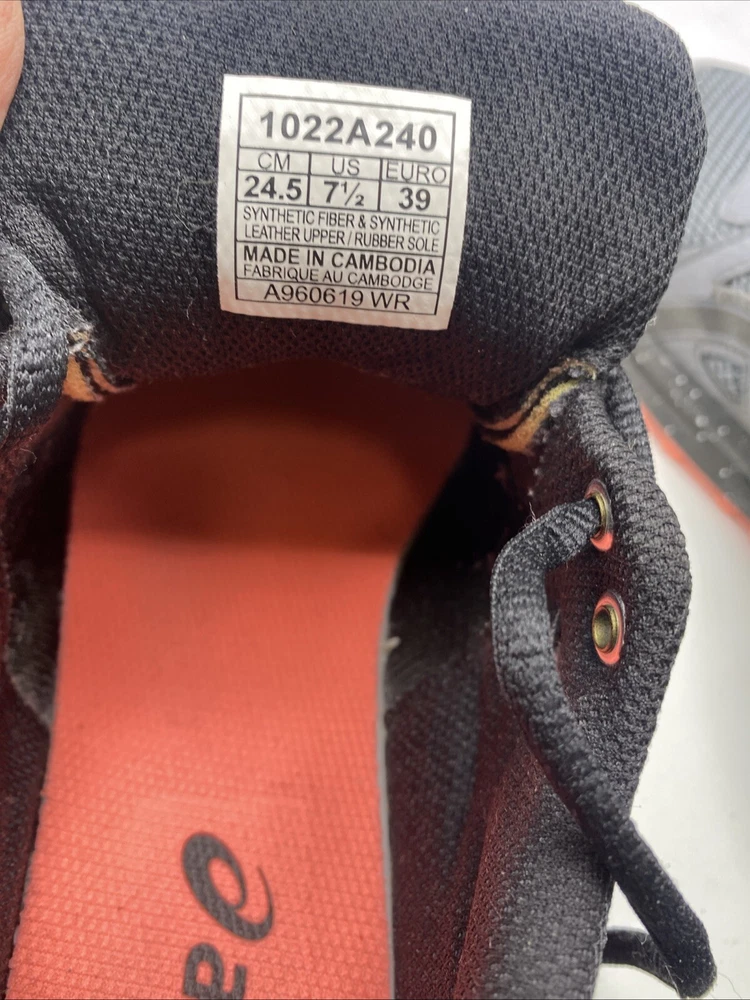 1022A240
CM US EURO
24.5 7½ 39
SYNTHETIC FIBER & SYNTHETIC
LEATHER UPPER / RUBBER SOLE
MADE IN CAMBODIA
FABRIQUE AU CAMBODGE
A960619 WR
a